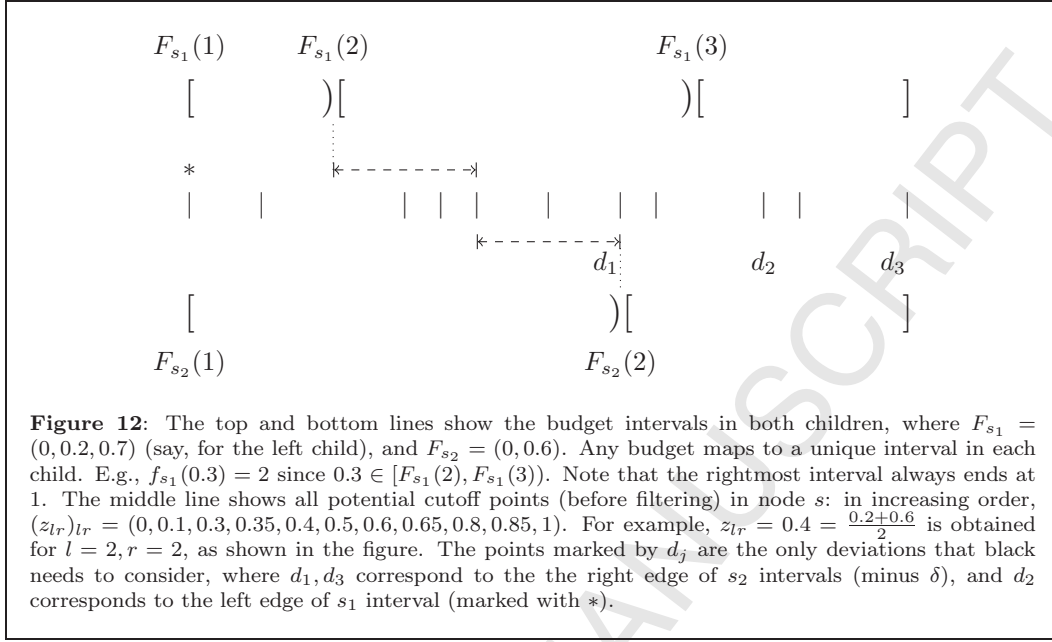 F_{s_1}(1) F_{s_1}(2) F_{s_1}(3)
[ )[ )[ ]
*
d_1 d_2 d_3
[ )[ ]
F_{s_2}(1) F_{s_2}(2)
Figure 12: The top and bottom lines show the budget intervals in both children, where F_{s_1} =
(0, 0.2, 0.7) (say, for the left child), and F_{s_2} = (0, 0.6). Any budget maps to a unique interval in each
child. E.g., f_{s_1}(0.3) = 2 since 0.3 ∈ [F_{s_1}(2), F_{s_1}(3)). Note that the rightmost interval always ends at
1. The middle line shows all potential cutoff points (before filtering) in node s: in increasing order,
(z_{lr})_{lr} = (0, 0.1, 0.3, 0.35, 0.4, 0.5, 0.6, 0.65, 0.8, 0.85, 1). For example, z_{lr} = 0.4 = \frac{0.2+0.6}{2} is obtained
for l = 2, r = 2, as shown in the figure. The points marked by d_j are the only deviations that black
needs to consider, where d_1, d_3 correspond to the the right edge of s_2 intervals (minus δ), and d_2
corresponds to the left edge of s_1 interval (marked with *).
ANUSCRIPT